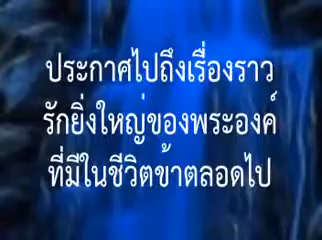 ประกาศไปถึงเรื่องราว
รักยิ่งใหญ่ของพระองค์
ที่มีในชีวิตข้าตลอดไป